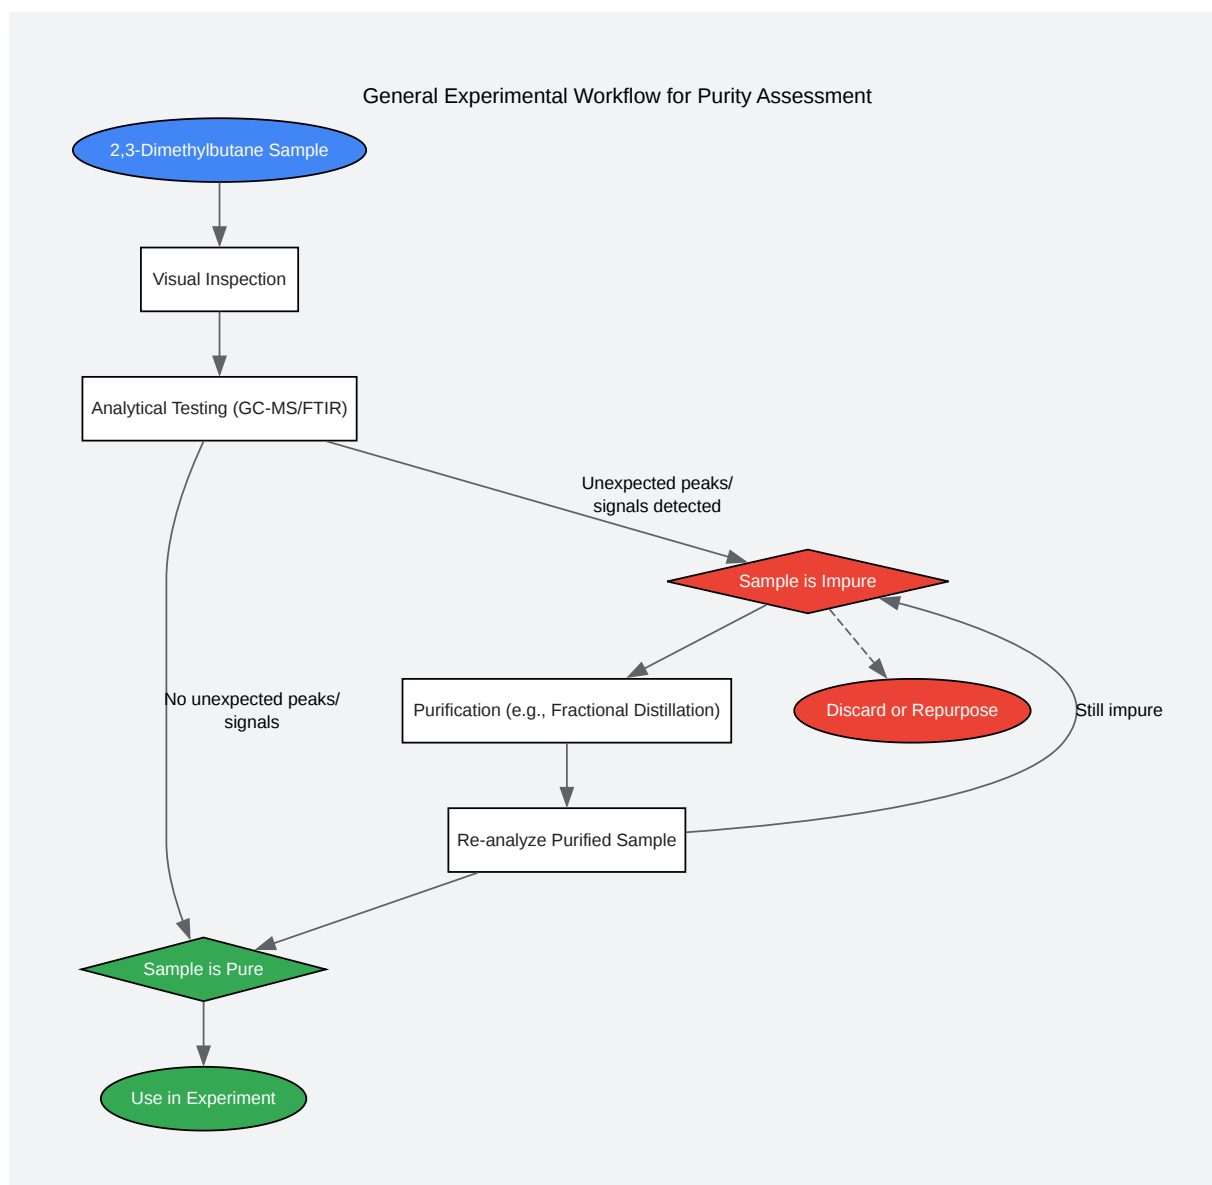 General Experimental Workflow for Purity Assessment
2,3-Dimethylbutane Sample
Visual Inspection
Analytical Testing (GC-MS/FTIR)
Unexpected peaks/
signals detected
Sample is Impure
No unexpected peaks/
signals
Purification (e.g., Fractional Distillation)
Discard or Repurpose
Still impure
Re-analyze Purified Sample
Sample is Pure
Use in Experiment